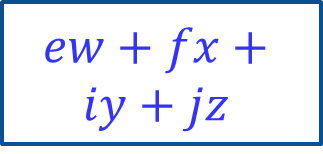 ew + fx +
iy + jz